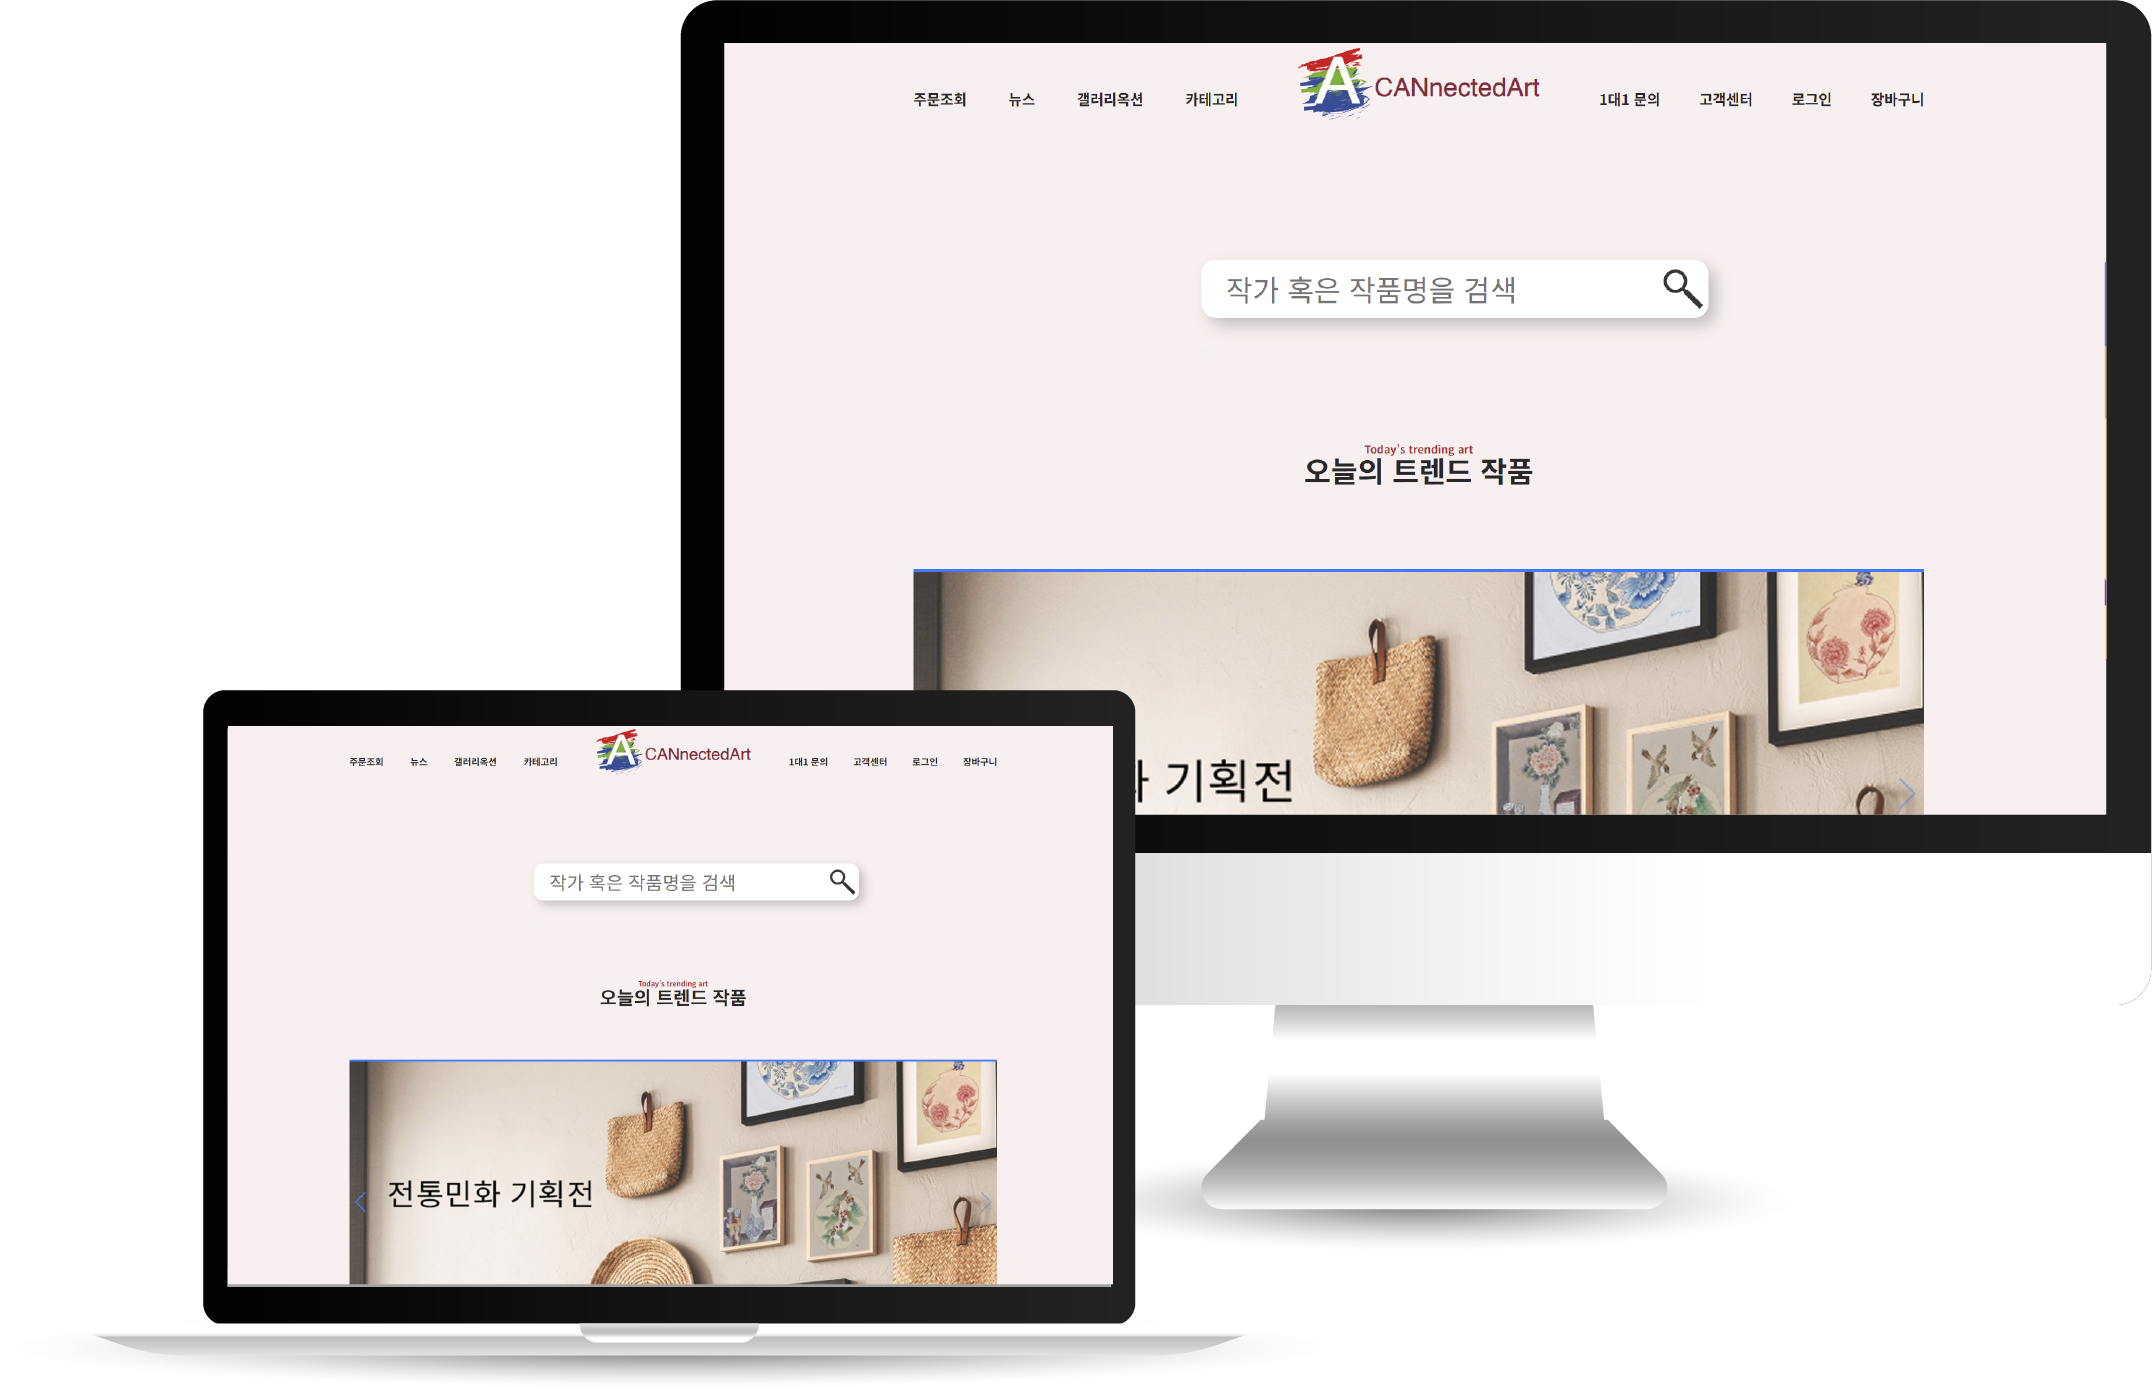 주문조회 뉴스 갤러리옥션 카테고리 A CANnectedArt 1대1 문의 고객센터 로그인 장바구니
작가 혹은 작품명을 검색
Today's trending art
오늘의 트렌드 작품
기획전
주문조회 뉴스 갤러리옥션 카테고리 A CANnectedArt 1대1 문의 고객센터 로그인 장바구니
작가 혹은 작품명을 검색
Today's trending art
오늘의 트렌드 작품
전통민화 기획전